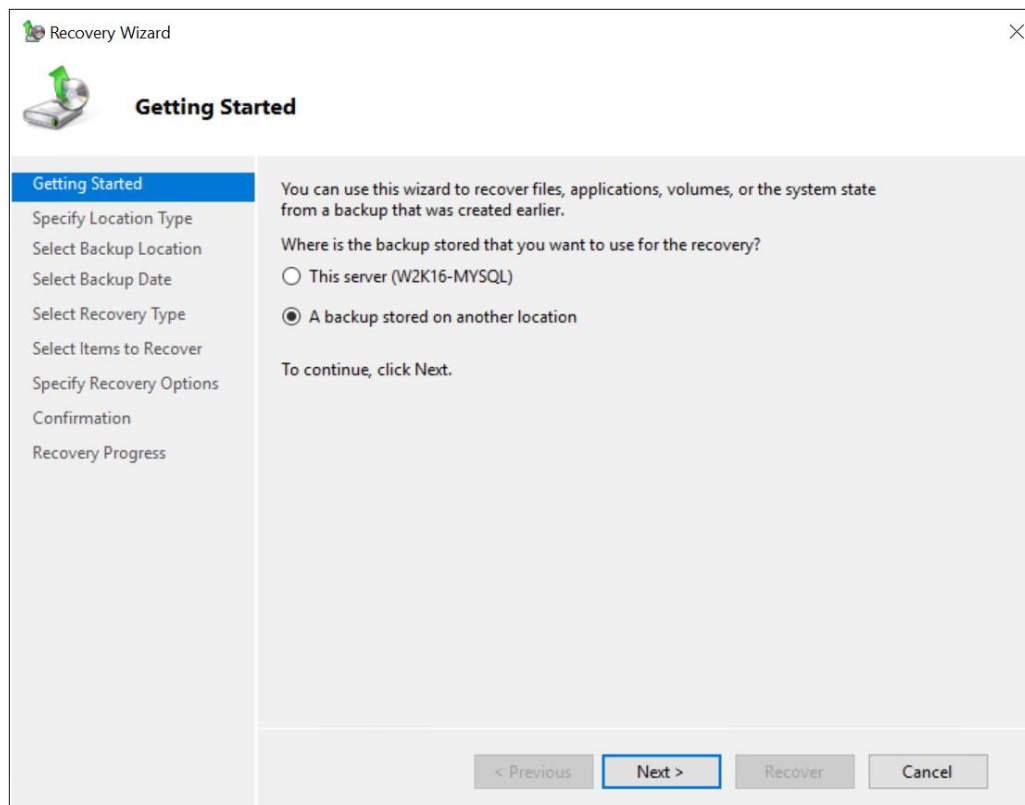 Recovery Wizard
Getting Started
Getting Started
Specify Location Type
Select Backup Location
Select Backup Date
Select Recovery Type
Select Items to Recover
Specify Recovery Options
Confirmation
Recovery Progress
You can use this wizard to recover files, applications, volumes, or the system state
from a backup that was created earlier.
Where is the backup stored that you want to use for the recovery?
This server (W2K16-MYSQL)
A backup stored on another location
To continue, click Next.
< Previous
Next >
Recover
Cancel